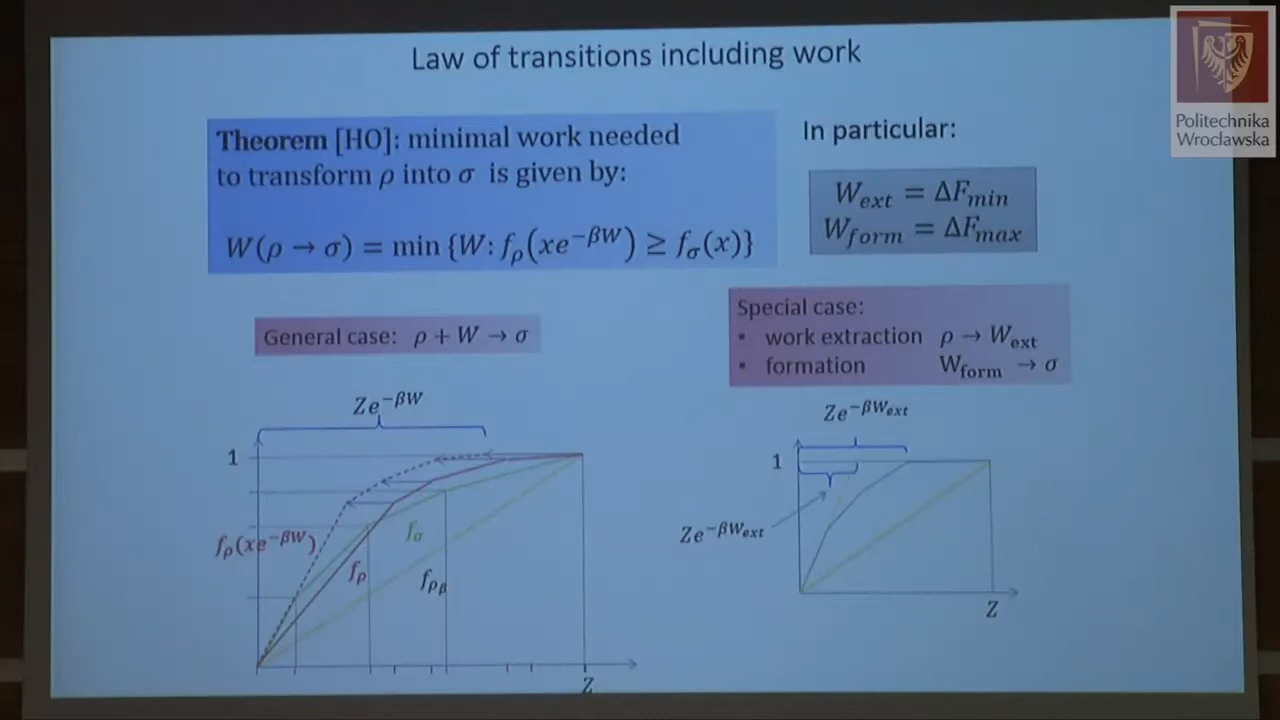 Law of transitions including work
Politechnika
Wrocławska
Theorem [HO]: minimal work needed
to transform ρ into σ is given by:
W(ρ → σ) = min {W: f_ρ(xe^{−βW}) ≥ f_σ(x)}
In particular:
W_ext = ΔF_min
W_form = ΔF_max
General case: ρ + W → σ
Special case:
• work extraction ρ → W_ext
• formation W_form → σ
Ze^{−βW}
1
f_ρ(xe^{−βW})
f_σ
f_ρ
f_{ρ_β}
Z
Ze^{−βW_ext}
1
Ze^{−βW_ext}
Z